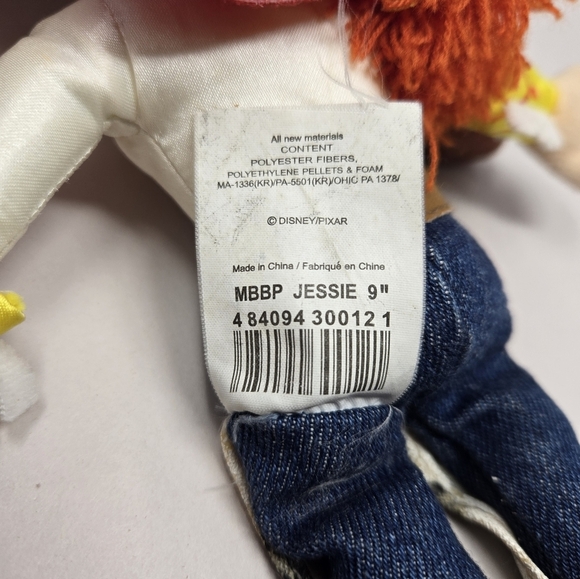 All new materials
CONTENT
POLYESTER FIBERS,
POLYETHYLENE PELLETS & FOAM
MA-1336(KR)/PA-5501(KR)/OHIC PA 1378/
© DISNEY/PIXAR
Made in China / Fabriqué en Chine
MBBP JESSIE 9"
4 84094 30012 1